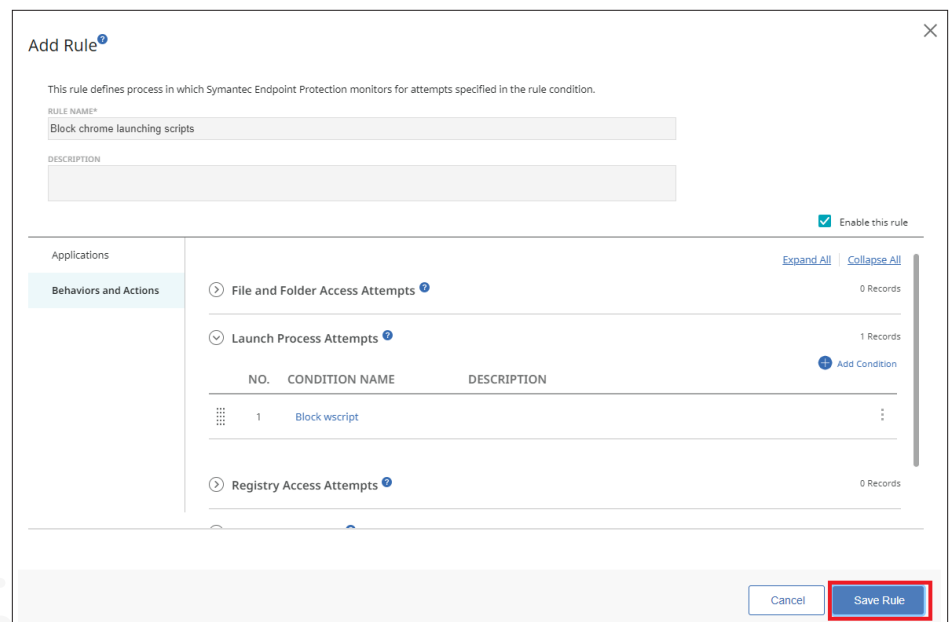 Add Rule?
This rule defines process in which Symantec Endpoint Protection monitors for attempts specified in the rule condition.
RULE NAME*
Block chrome launching scripts
DESCRIPTION
Enable this rule
Applications
Expand All Collapse All
Behaviors and Actions
File and Folder Access Attempts ? 0 Records
Launch Process Attempts ? 1 Records
Add Condition
NO. CONDITION NAME DESCRIPTION
1 Block wscript
Registry Access Attempts ? 0 Records
Cancel Save Rule